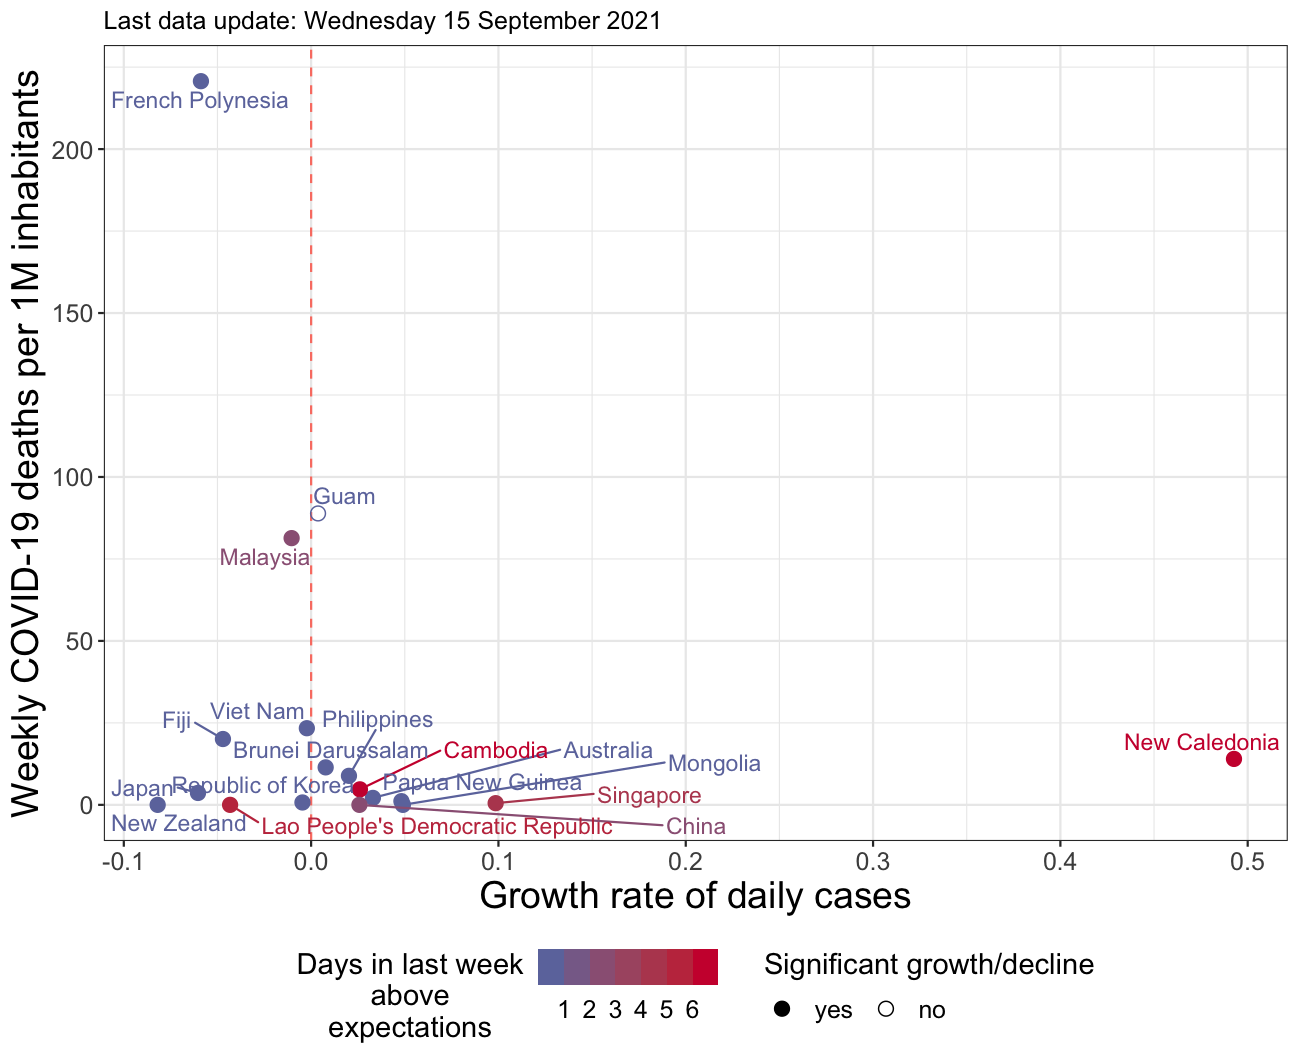 Last data update: Wednesday 15 September 2021
Weekly COVID-19 deaths per 1M inhabitants
200
150
100
50
0
French Polynesia
Guam
Malaysia
Fiji
Viet Nam
Philippines
Brunei Darussalam
Cambodia
Australia
Mongolia
New Caledonia
Japan
Republic of Korea
Papua New Guinea
Singapore
New Zealand
Lao People's Democratic Republic
China
-0.1 0.0 0.1 0.2 0.3 0.4 0.5
Growth rate of daily cases
Days in last week
above
expectations
1 2 3 4 5 6
Significant growth/decline
yes no